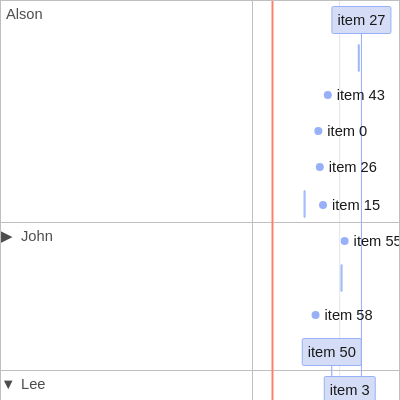 Alson
item 27
item 43
item 0
item 26
item 15
▶ John
item 55
item 58
item 50
▼ Lee
item 3